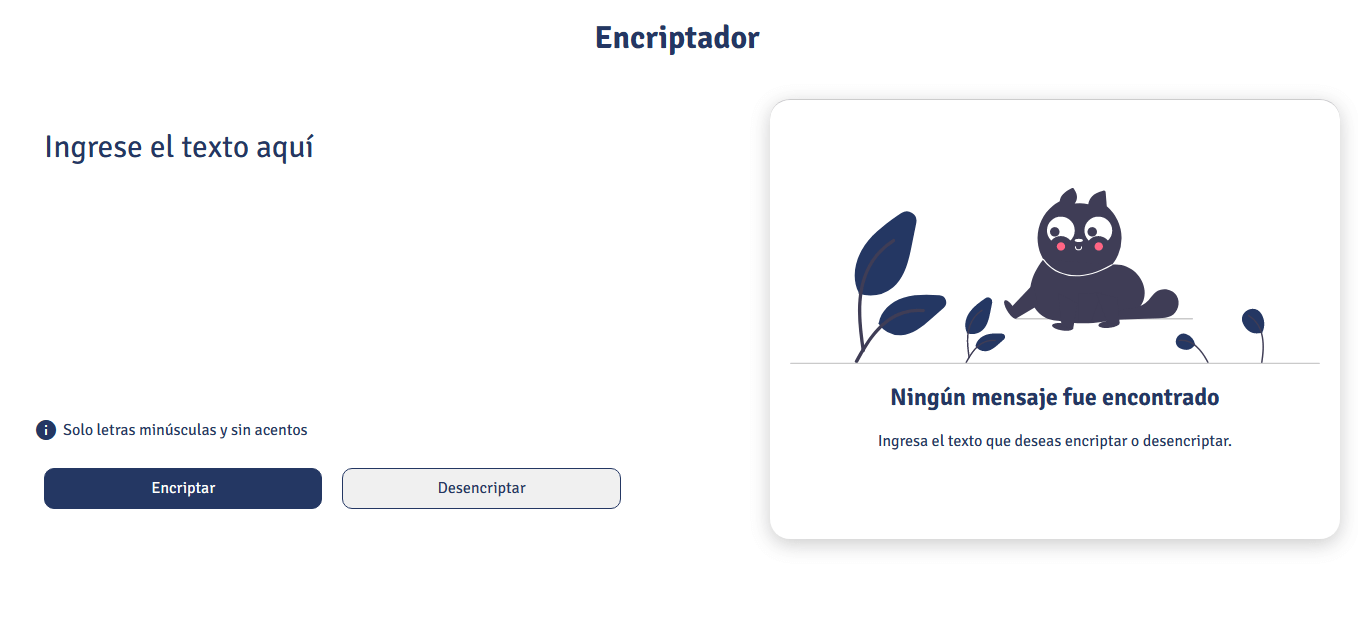 Encriptador
Ingrese el texto aquí
Solo letras minúsculas y sin acentos
Encriptar
Desencriptar
Ningún mensaje fue encontrado
Ingresa el texto que deseas encriptar o desencriptar.